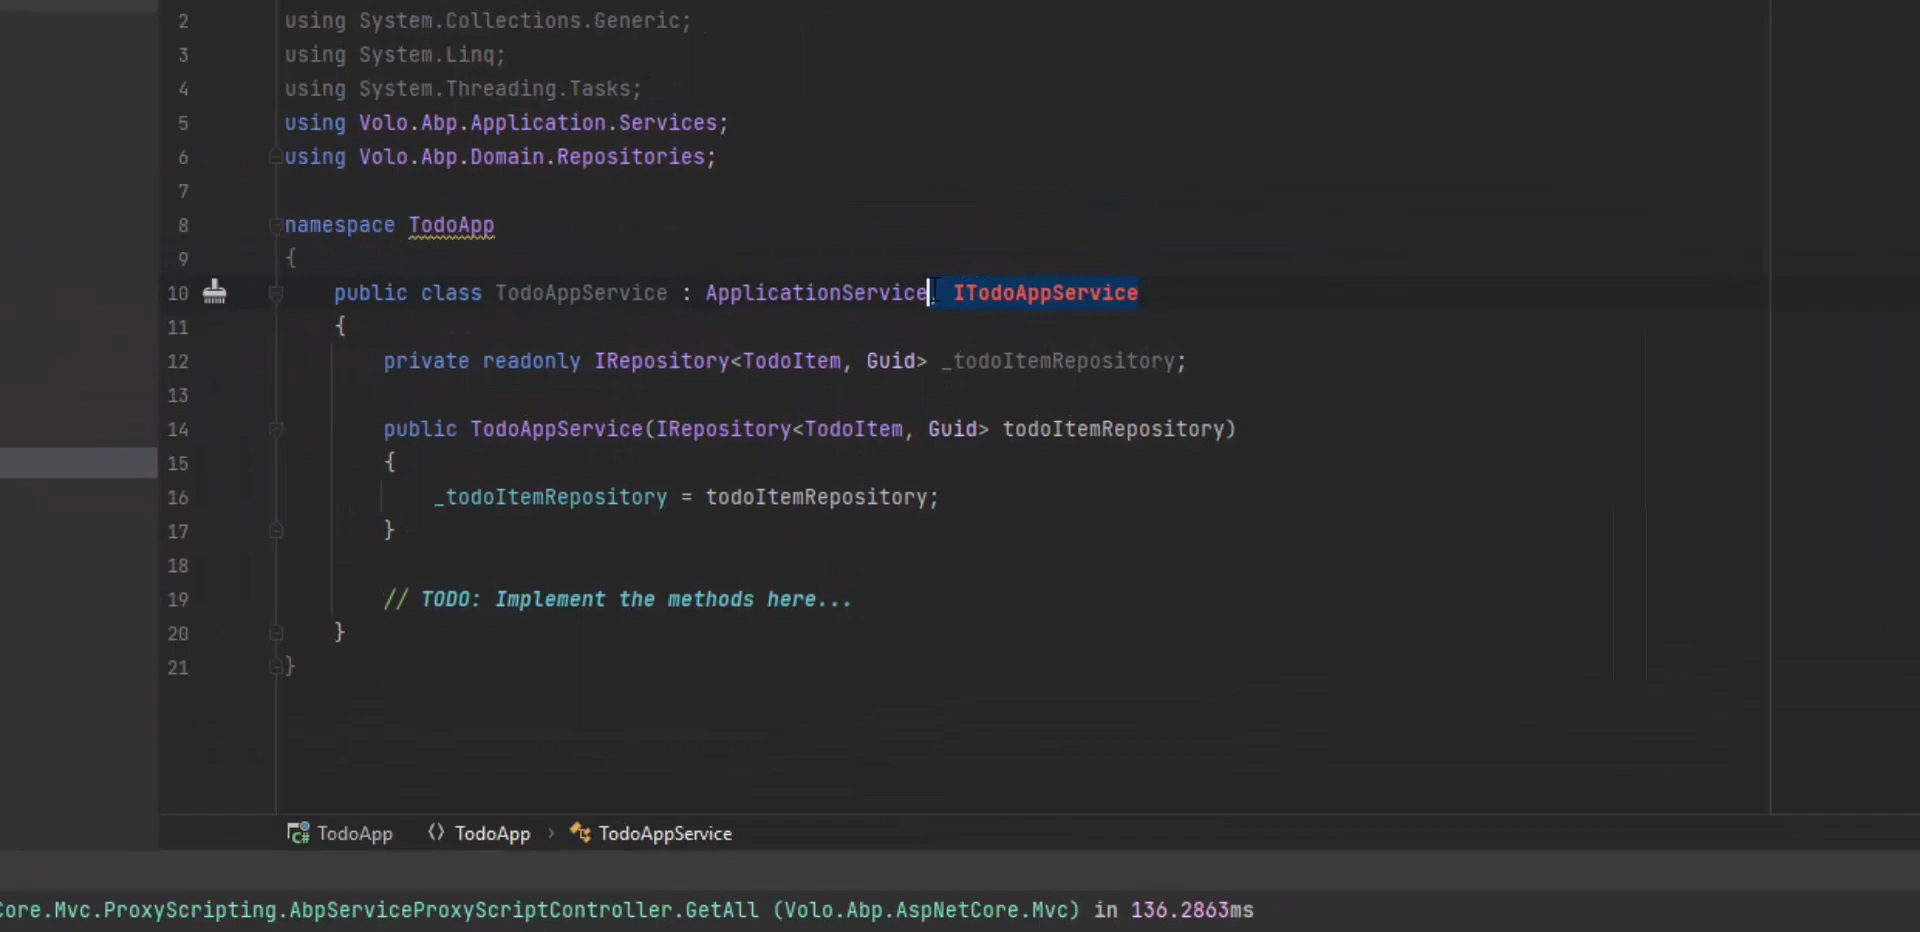 2 using System.Collections.Generic;
3 using System.Linq;
4 using System.Threading.Tasks;
5 using Volo.Abp.Application.Services;
6 using Volo.Abp.Domain.Repositories;
7
8 namespace TodoApp
9 {
10 public class TodoAppService : ApplicationService, ITodoAppService
11 {
12 private readonly IRepository<TodoItem, Guid> _todoItemRepository;
13
14 public TodoAppService(IRepository<TodoItem, Guid> todoItemRepository)
15 {
16 _todoItemRepository = todoItemRepository;
17 }
18
19 // TODO: Implement the methods here...
20 }
21 }
C# TodoApp <> TodoApp > TodoAppService
Core.Mvc.ProxyScripting.AbpServiceProxyScriptController.GetAll (Volo.Abp.AspNetCore.Mvc) in 136.2863ms